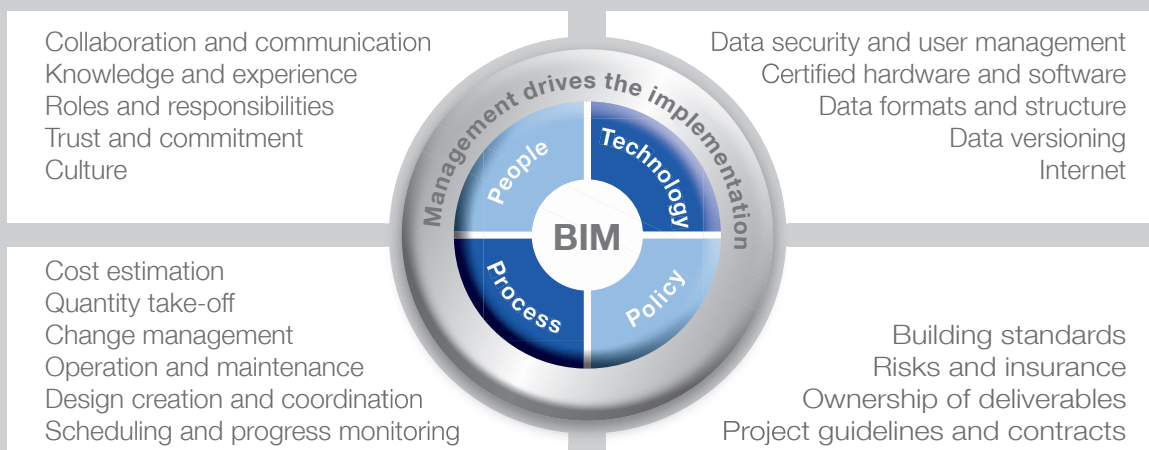 Collaboration and communication
Knowledge and experience
Roles and responsibilities
Trust and commitment
Culture
Data security and user management
Certified hardware and software
Data formats and structure
Data versioning
Internet
Management drives the implementation
People
Technology
BIM
Process
Policy
Cost estimation
Quantity take-off
Change management
Operation and maintenance
Design creation and coordination
Scheduling and progress monitoring
Building standards
Risks and insurance
Ownership of deliverables
Project guidelines and contracts